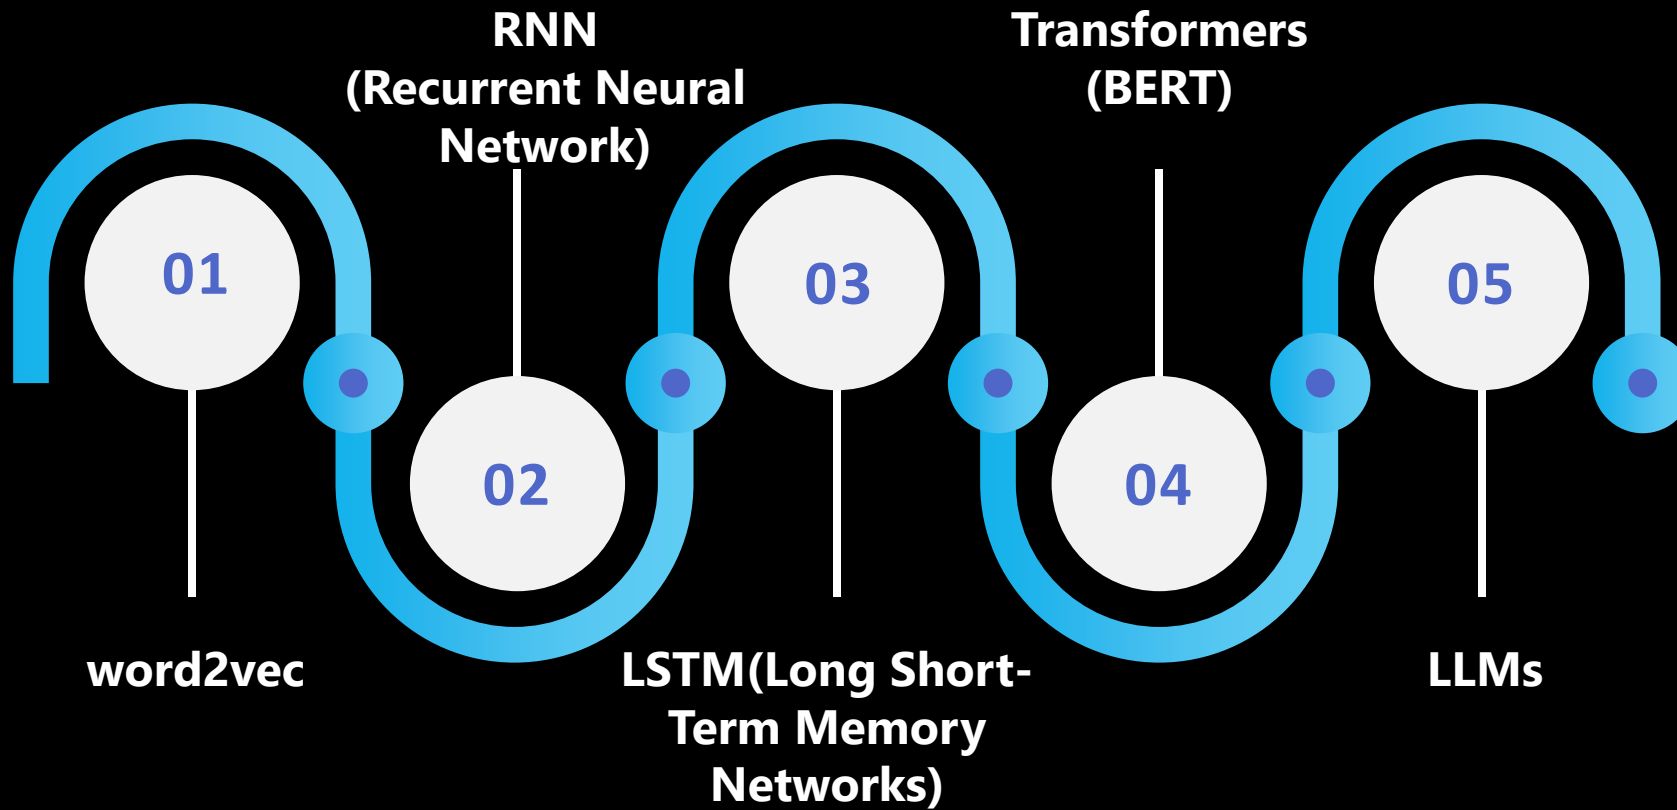 01
word2vec
RNN
(Recurrent Neural
Network)
02
03
LSTM(Long Short-
Term Memory
Networks)
Transformers
(BERT)
04
05
LLMs